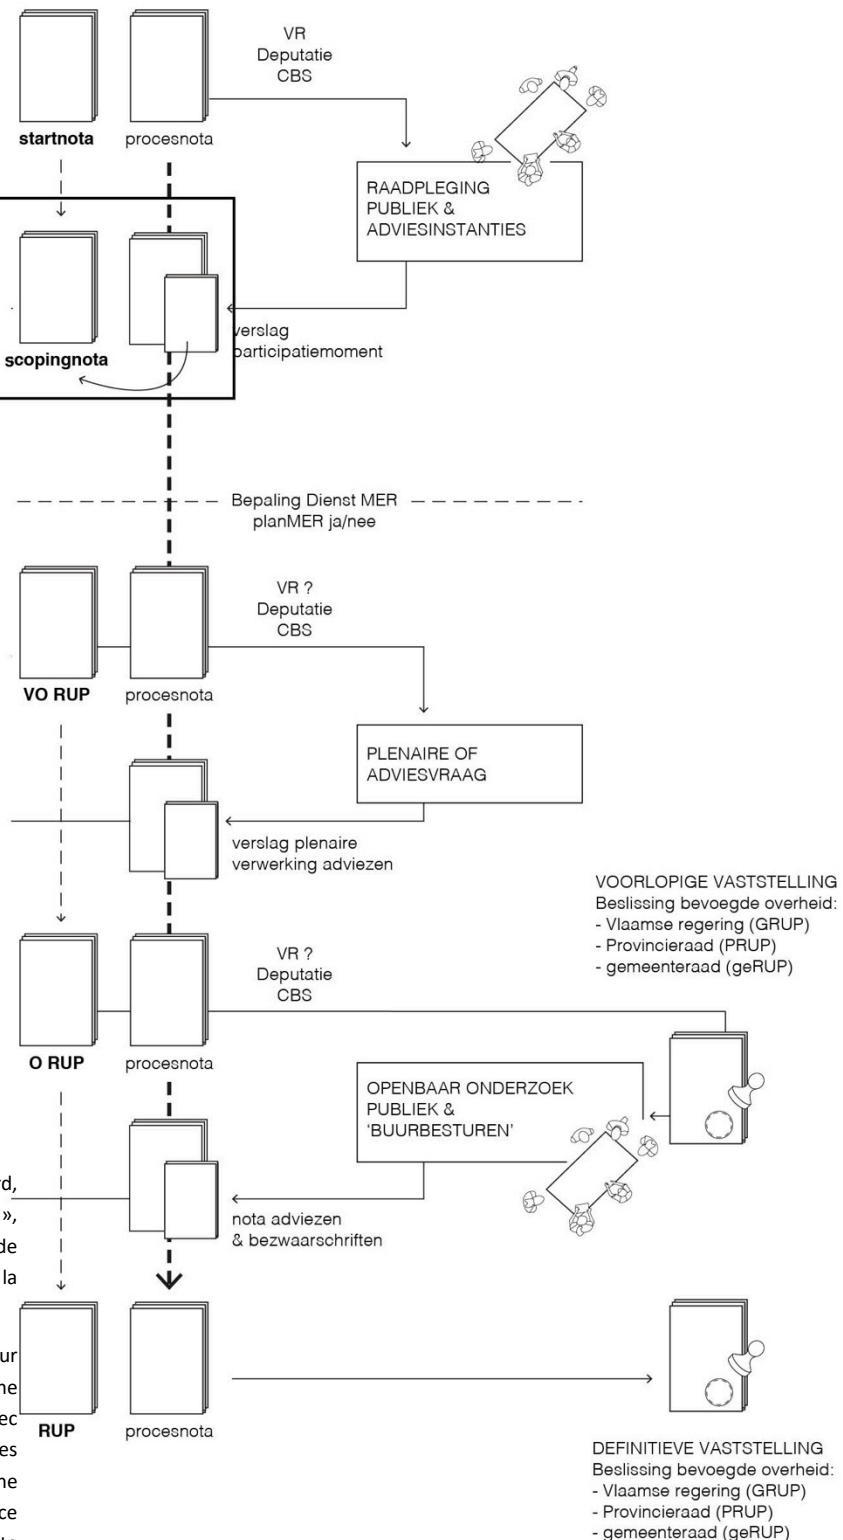 VR
Deputatie
CBS
startnota
procesnota
RAADPLEGING
PUBLIEK &
ADVIESINSTANTIES
verslag
participatiemoment
scopingnota
Bepaling Dienst MER
planMER ja/nee
VR ?
Deputatie
CBS
VO RUP
procesnota
PLENAIRE OF
ADVIESVRAAG
verslag plenaire
verwerking adviezen
VOORLOPIGE VASTSTELLING
Beslissing bevoegde overheid:
- Vlaamse regering (GRUP)
- Provincieraad (PRUP)
- gemeenteraad (geRUP)
VR ?
Deputatie
CBS
O RUP
procesnota
OPENBAAR ONDERZOEK
PUBLIEK &
‘BUURBESTUREN’
nota adviezen
& bezwaarschriften
»,
de
la
RUP
procesnota
DEFINITIEVE VASTSTELLING
Beslissing bevoegde overheid:
- Vlaamse regering (GRUP)
- Provincieraad (PRUP)
- gemeenteraad (geRUP)